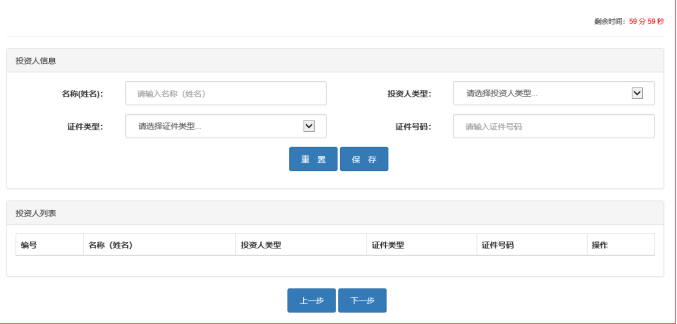 剩余时间：59 分 59 秒
投资人信息
名称(姓名)： 请输入名称（姓名） 投资人类型： 请选择投资人类型...
证件类型： 请选择证件类型... 证件号码： 请输入证件号码
重 置 保 存
投资人列表
编号 名称（姓名） 投资人类型 证件类型 证件号码 操作
上一步 下一步